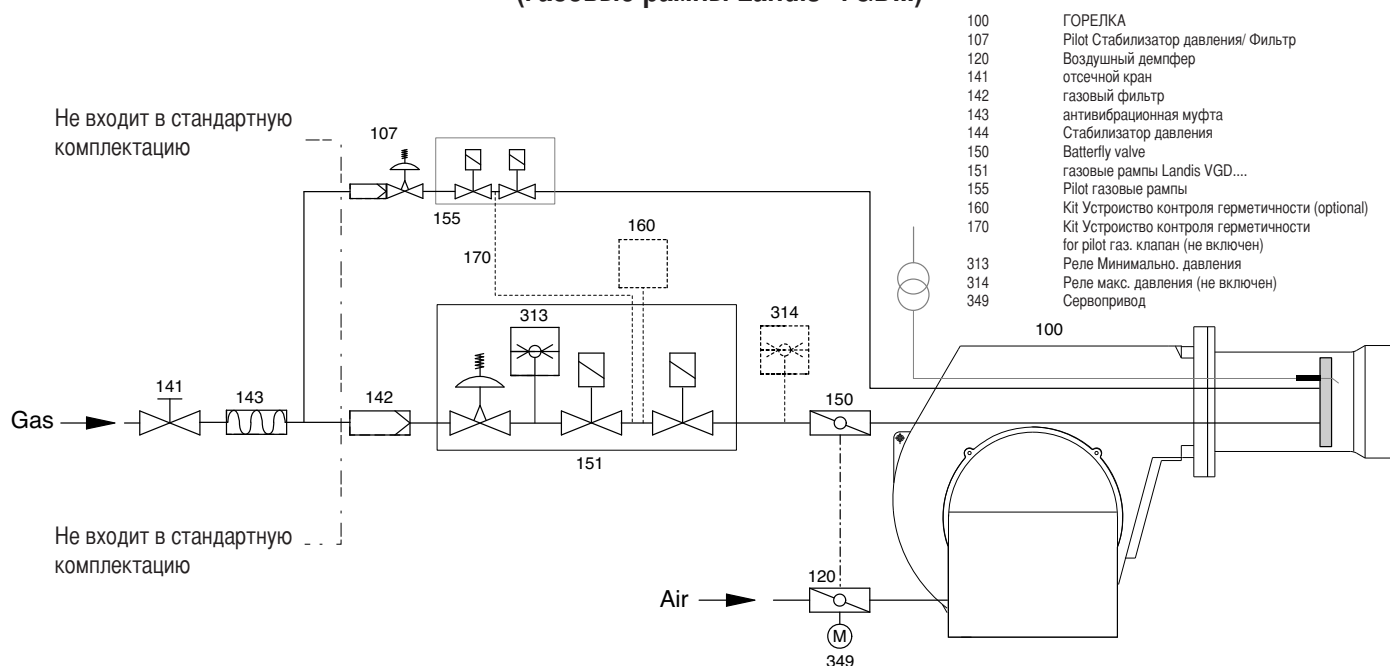 (Газовые рампы Landis VGD...)
100 ГОРЕЛКА
107 Pilot Стабилизатор давления/ Фильтр
120 Воздушный демпфер
141 отсечной кран
142 газовый фильтр
143 антивибрационная муфта
144 Стабилизатор давления
150 Batterfly valve
151 газовые рампы Landis VGD....
155 Pilot газовые рампы
160 Kit Устроиство контроля герметичности (optional)
170 Kit Устроиство контроля герметичности
for pilot газ. клапан (не включен)
313 Реле Минимально. давления
314 Реле макс. давления (не включен)
349 Сервопривод
Не входит в стандартную
комплектацию
107
155
160
170
313
314
100
141
143
142
150
Gas
151
Не входит в стандартную
комплектацию
120
Air
M
349